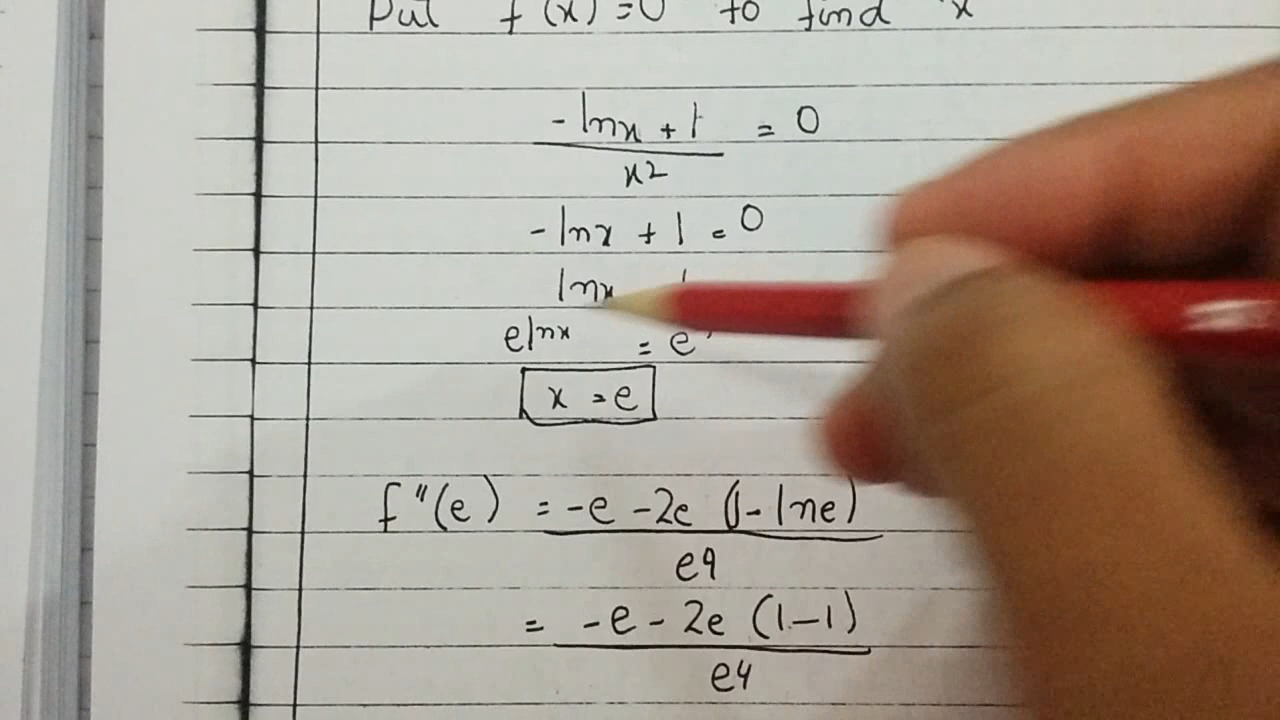 Put f(x)=0 to find x
-lnx + 1 = 0
x2
-lnx + 1 = 0
lnx
elnx = e
x = e
f"(e) = -e -2e (1-lne)
e4
= -e - 2e (1-1)
e4